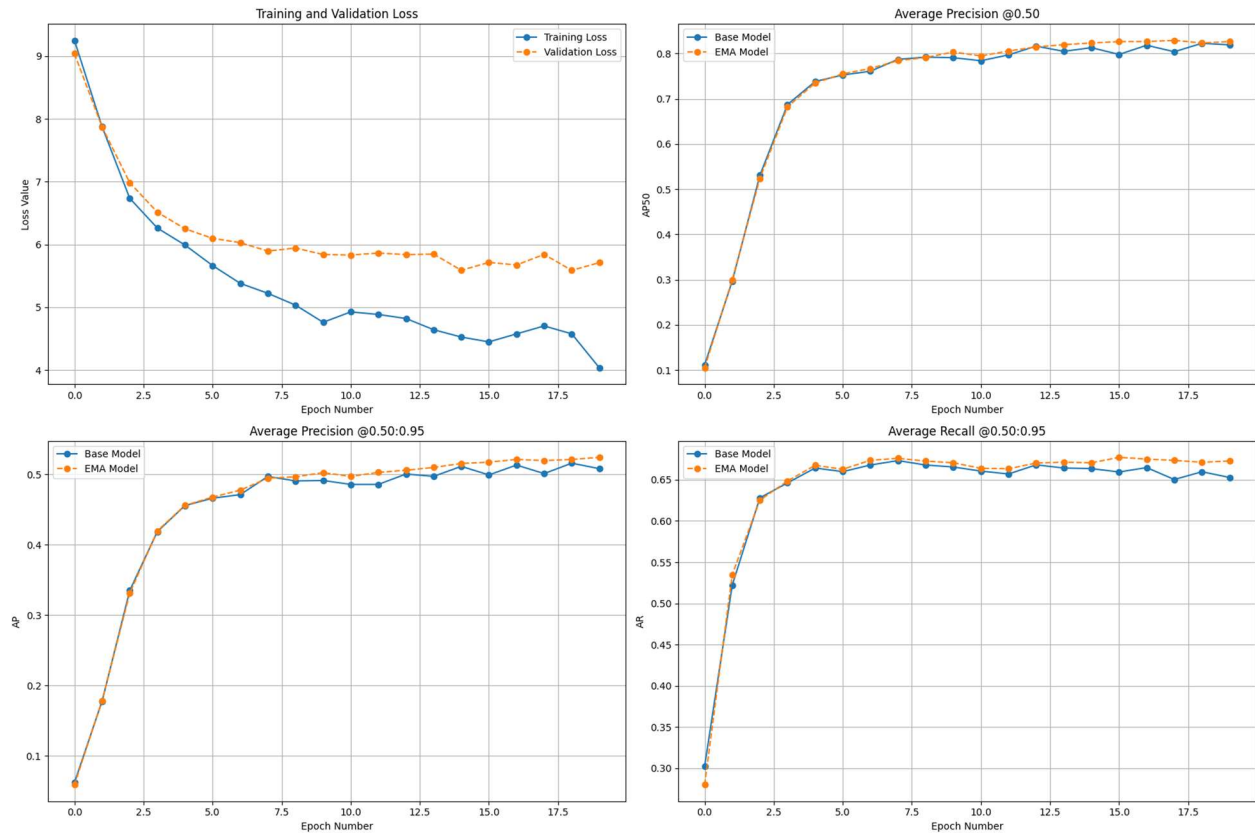 Training and Validation Loss
Training Loss
Validation Loss
Loss Value
9
8
7
6
5
4
0.0 2.5 5.0 7.5 10.0 12.5 15.0 17.5
Epoch Number
Average Precision @0.50
Base Model
EMA Model
AP50
0.8
0.7
0.6
0.5
0.4
0.3
0.2
0.1
0.0 2.5 5.0 7.5 10.0 12.5 15.0 17.5
Epoch Number
Average Precision @0.50:0.95
Base Model
EMA Model
AP
0.5
0.4
0.3
0.2
0.1
0.0 2.5 5.0 7.5 10.0 12.5 15.0 17.5
Epoch Number
Average Recall @0.50:0.95
Base Model
EMA Model
AR
0.65
0.60
0.55
0.50
0.45
0.40
0.35
0.30
0.0 2.5 5.0 7.5 10.0 12.5 15.0 17.5
Epoch Number